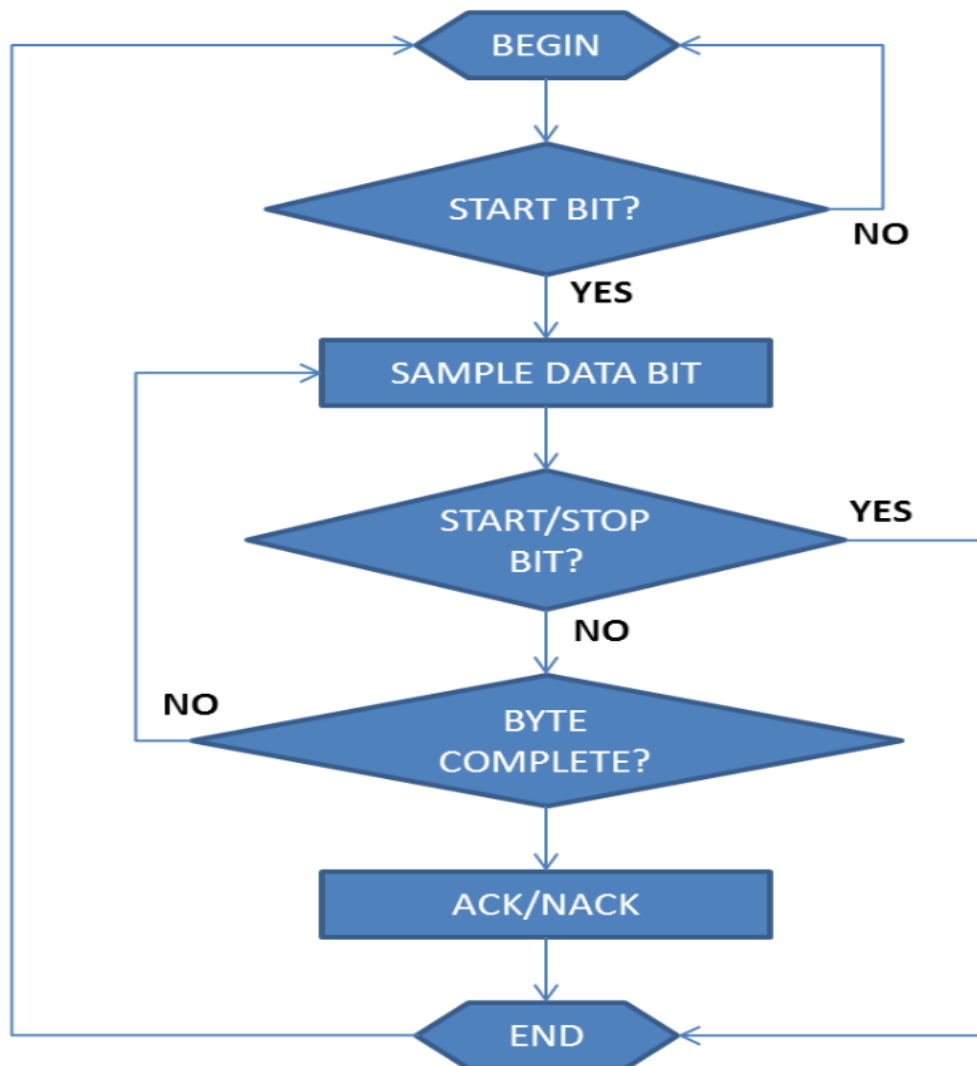 BEGIN
START BIT?
NO
YES
SAMPLE DATA BIT
START/STOP
BIT?
YES
NO
NO
BYTE
COMPLETE?
ACK/NACK
END